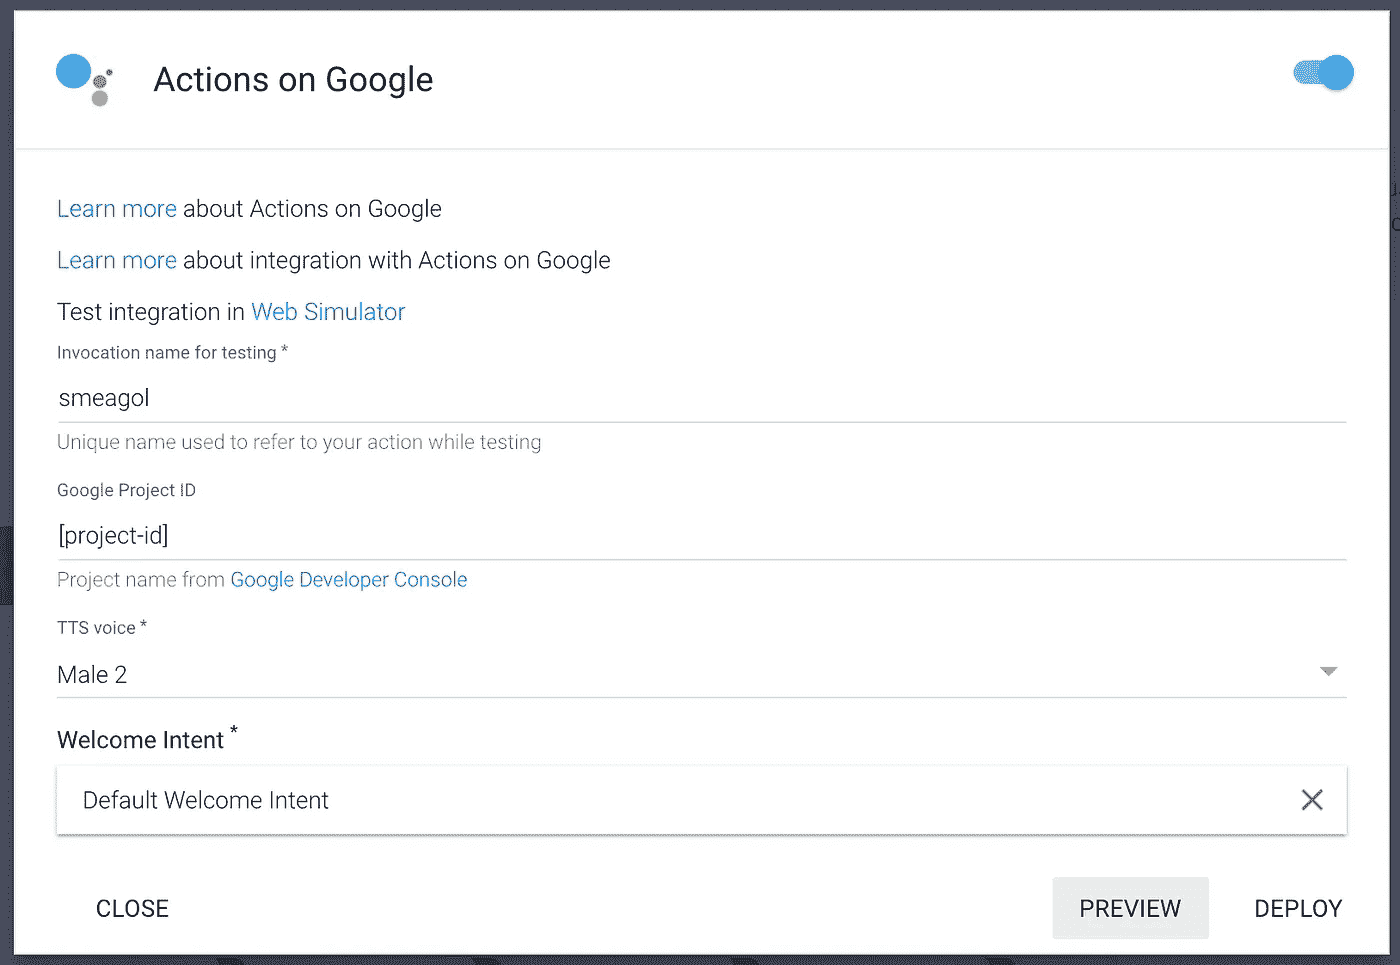 Actions on Google
Learn more about Actions on Google
Learn more about integration with Actions on Google
Test integration in Web Simulator
Invocation name for testing *
smeagol
Unique name used to refer to your action while testing
Google Project ID
[project-id]
Project name from Google Developer Console
TTS voice *
Male 2
Welcome Intent *
Default Welcome Intent
CLOSE
PREVIEW
DEPLOY